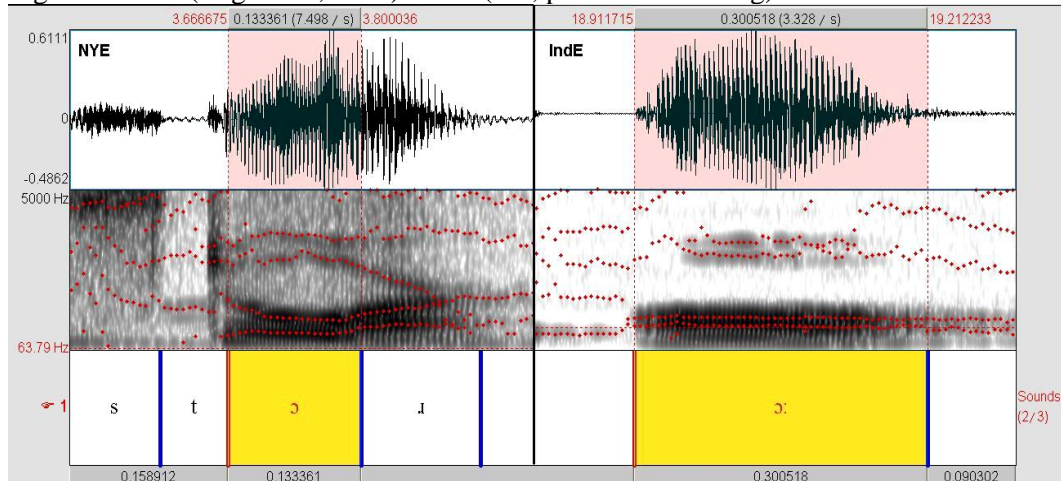 3.666675 0.133361 (7.498 / s) 3.800036 18.911715 0.300518 (3.328 / s) 19.212233
0.6111
NYE IndE
0
-0.4862
5000 Hz
63.79 Hz
1 s t ɔ ɹ ɔː Sounds
(2/3)
0.158912 0.133361 0.300518 0.090302